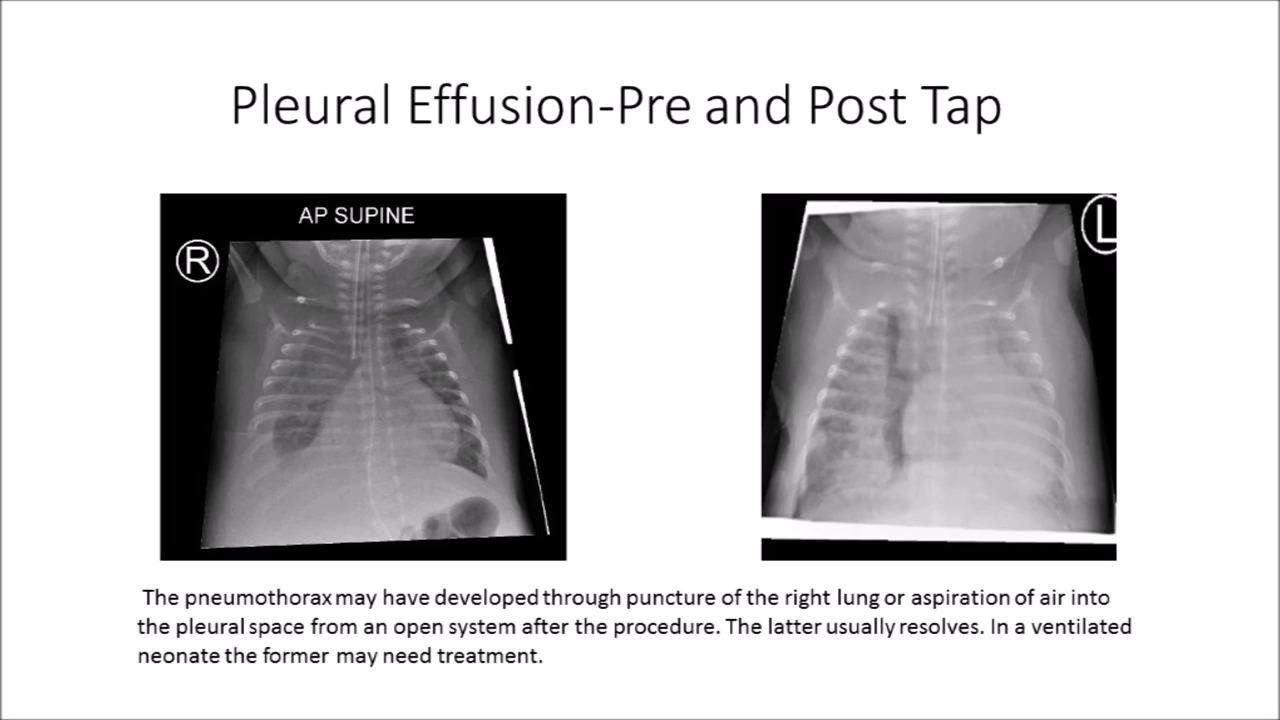 Pleural Effusion-Pre and Post Tap
AP SUPINE
R
L
The pneumothorax may have developed through puncture of the right lung or aspiration of air into
the pleural space from an open system after the procedure. The latter usually resolves. In a ventilated
neonate the former may need treatment.